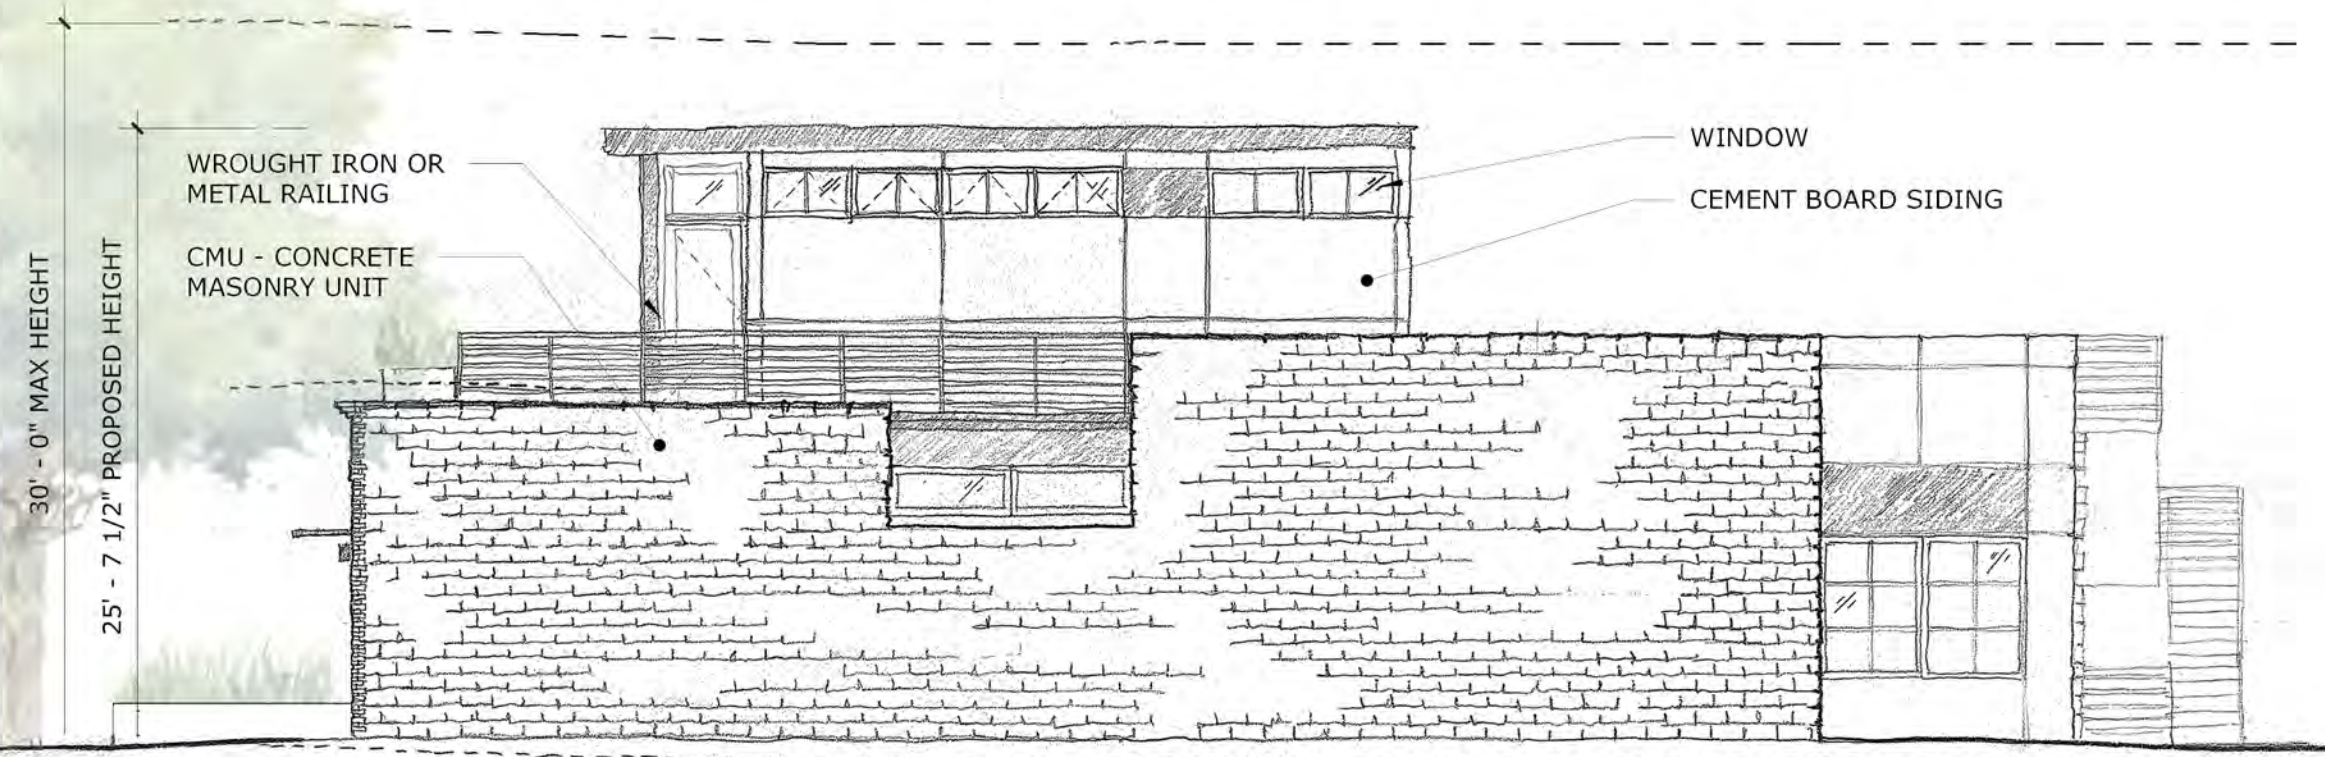 30' - 0" MAX HEIGHT
25' - 7 1/2" PROPOSED HEIGHT
WROUGHT IRON OR
METAL RAILING
CMU - CONCRETE
MASONRY UNIT
WINDOW
CEMENT BOARD SIDING